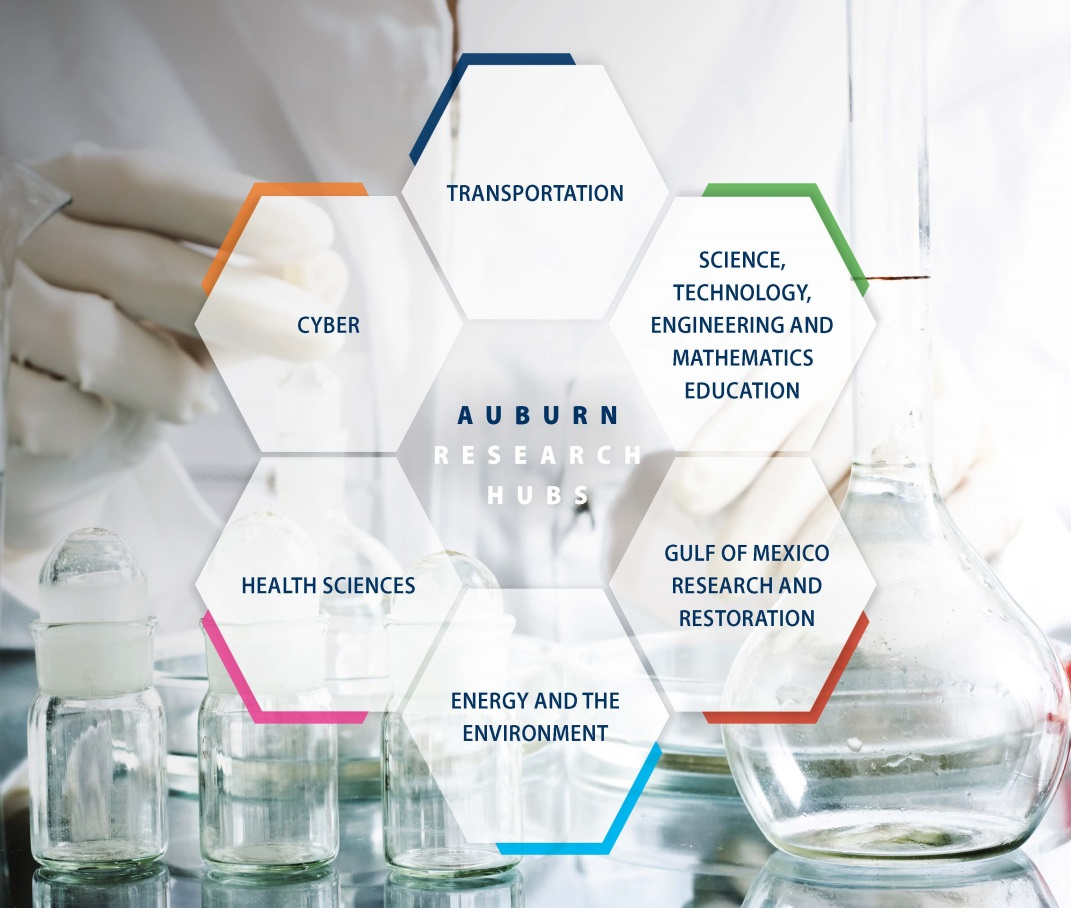 TRANSPORTATION
CYBER
SCIENCE,
TECHNOLOGY,
ENGINEERING AND
MATHEMATICS
EDUCATION
AUBURN
RESEARCH
HUBS
HEALTH SCIENCES
GULF OF MEXICO
RESEARCH AND
RESTORATION
ENERGY AND THE
ENVIRONMENT